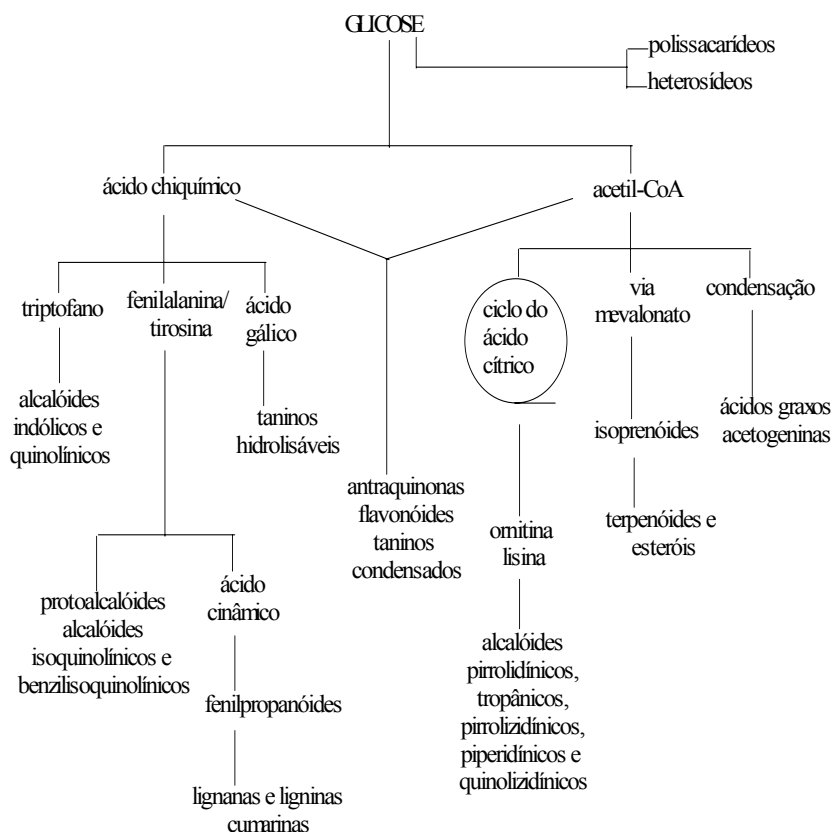 GLICOSE
polissacarídeos
heterosídeos
ácido chiquímico
acetil-CoA
triptofano
fenilalanina/
tirosina
ácido
gálico
ciclo do
ácido
cítrico
via
mevalonato
condensação
alcalóides
indólicos e
quinolínicos
taninos
hidrolisáveis
antraquinonas
flavonóides
taninos
condensados
ornitina
lisina
isoprenóides
ácidos graxos
acetogeninas
terpenóides e
esteróis
protoalcalóides
alcalóides
isoquinolínicos e
benzilisoquinolínicos
ácido
cinâmico
fenilpropanóides
lignanas e ligninas
cumarinas
alcalóides
pirrolidínicos,
tropânicos,
pirrolizidínicos,
piperidínicos e
quinolizidínicos